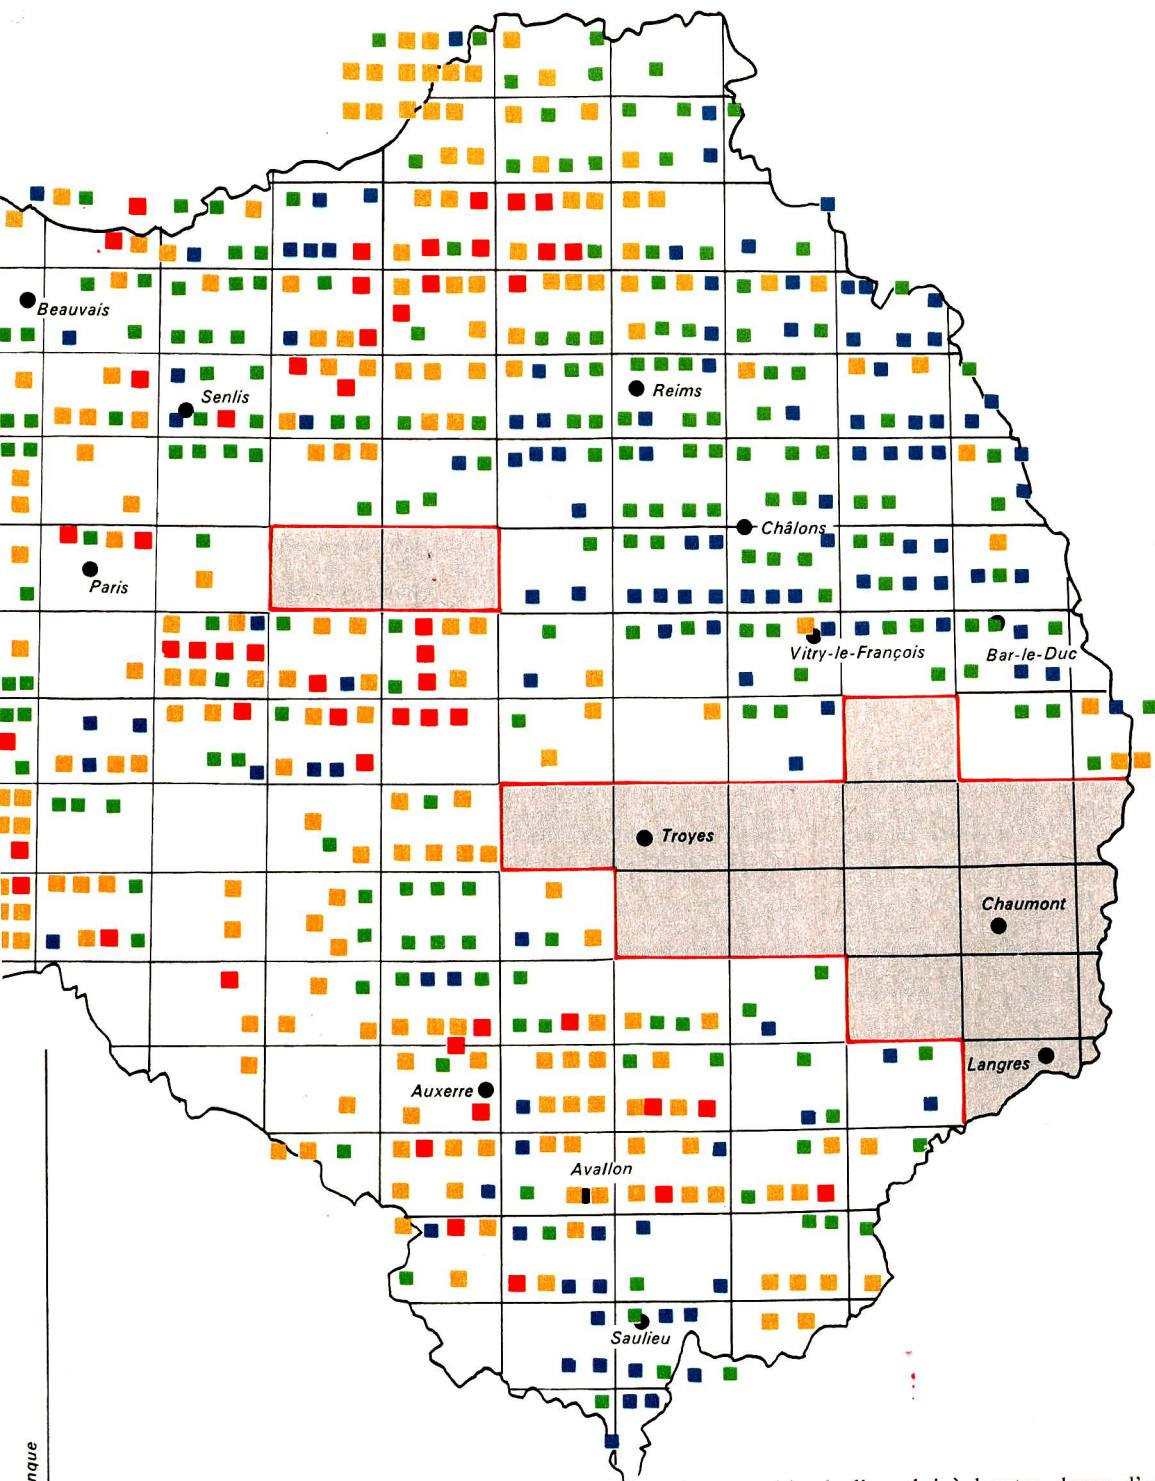 Beauvais
Senlis
Reims
Châlons
Paris
Vitry-le-François
Bar-le-Duc
Troyes
Chaumont
Langres
Auxerre
Avallon
Saulieu